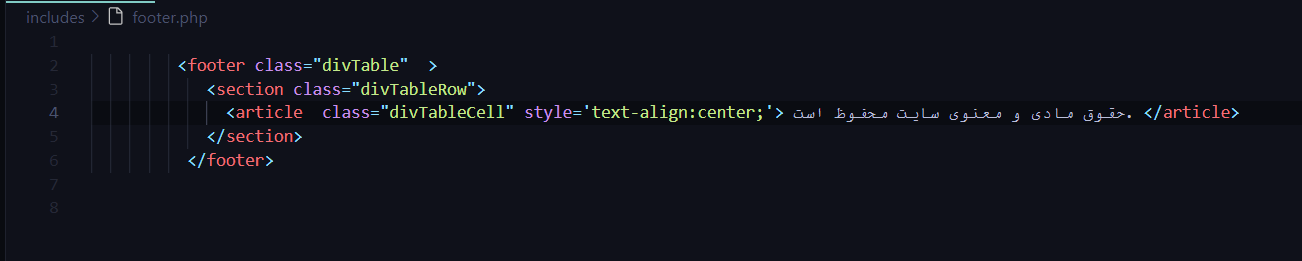 includes > footer.php
1
2 <footer class="divTable"  >
3 <section class="divTableRow">
4 <article  class="divTableCell" style='text-align:center;'> حقوق مادی و معنوی سایت محفوظ است. </article>
5 </section>
6 </footer>
7
8